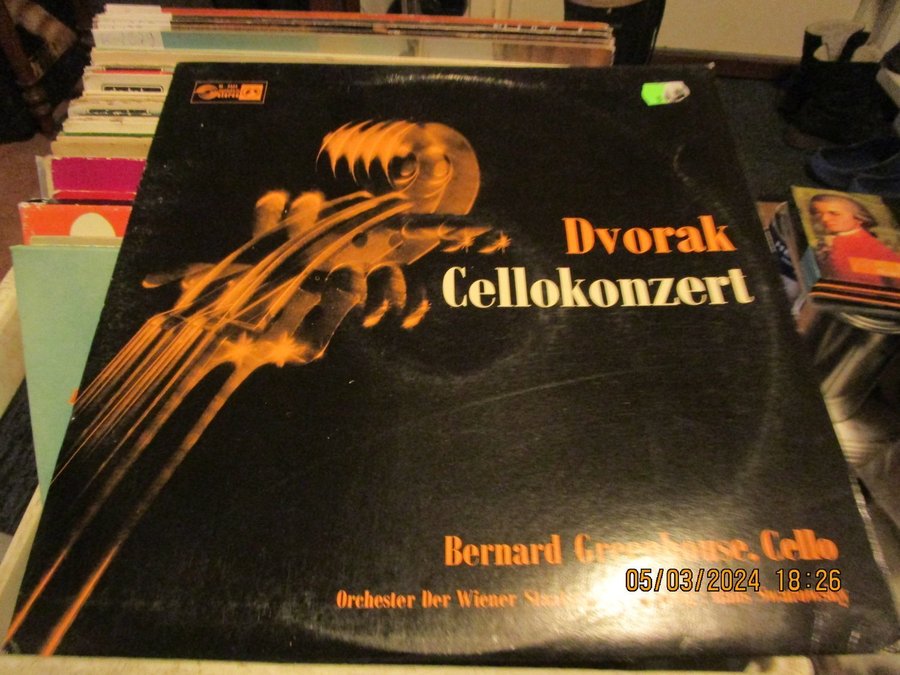 Dvorak
Cellokonzert
Bernard Greenhouse, Cello
Orchester Der Wiener
05/03/2024 18:26